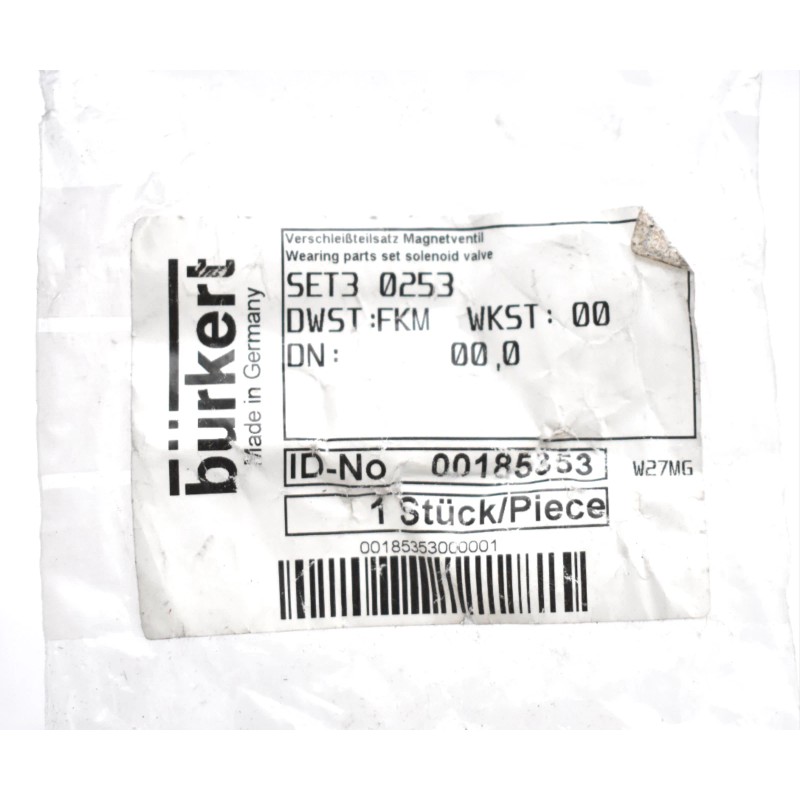 bürkert
Made in Germany
Verschleißteilsatz Magnetventil
Wearing parts set solenoid valve
SET3 0253
DWST:FKM WKST: 00
DN: 00,0
ID-No 00185353
W27MG
1 Stück/Piece
00185353000001